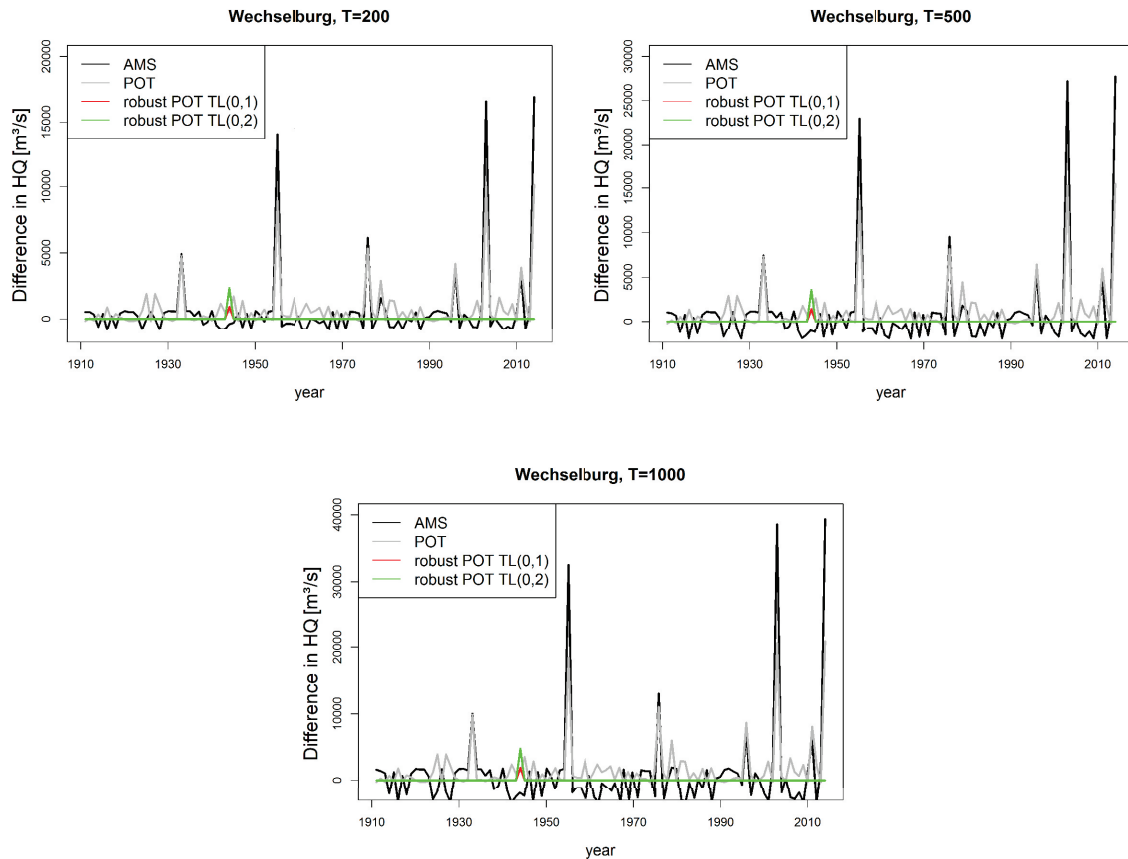 Wechselburg, T=200
Difference in HQ [m³/s]
20000
15000
10000
5000
0
AMS
POT
robust POT TL(0,1)
robust POT TL(0,2)
1910 1930 1950 1970 1990 2010
year
Wechselburg, T=500
Difference in HQ [m³/s]
30000
25000
20000
15000
10000
5000
0
AMS
POT
robust POT TL(0,1)
robust POT TL(0,2)
1910 1930 1950 1970 1990 2010
year
Wechselburg, T=1000
Difference in HQ [m³/s]
40000
30000
20000
10000
0
AMS
POT
robust POT TL(0,1)
robust POT TL(0,2)
1910 1930 1950 1970 1990 2010
year